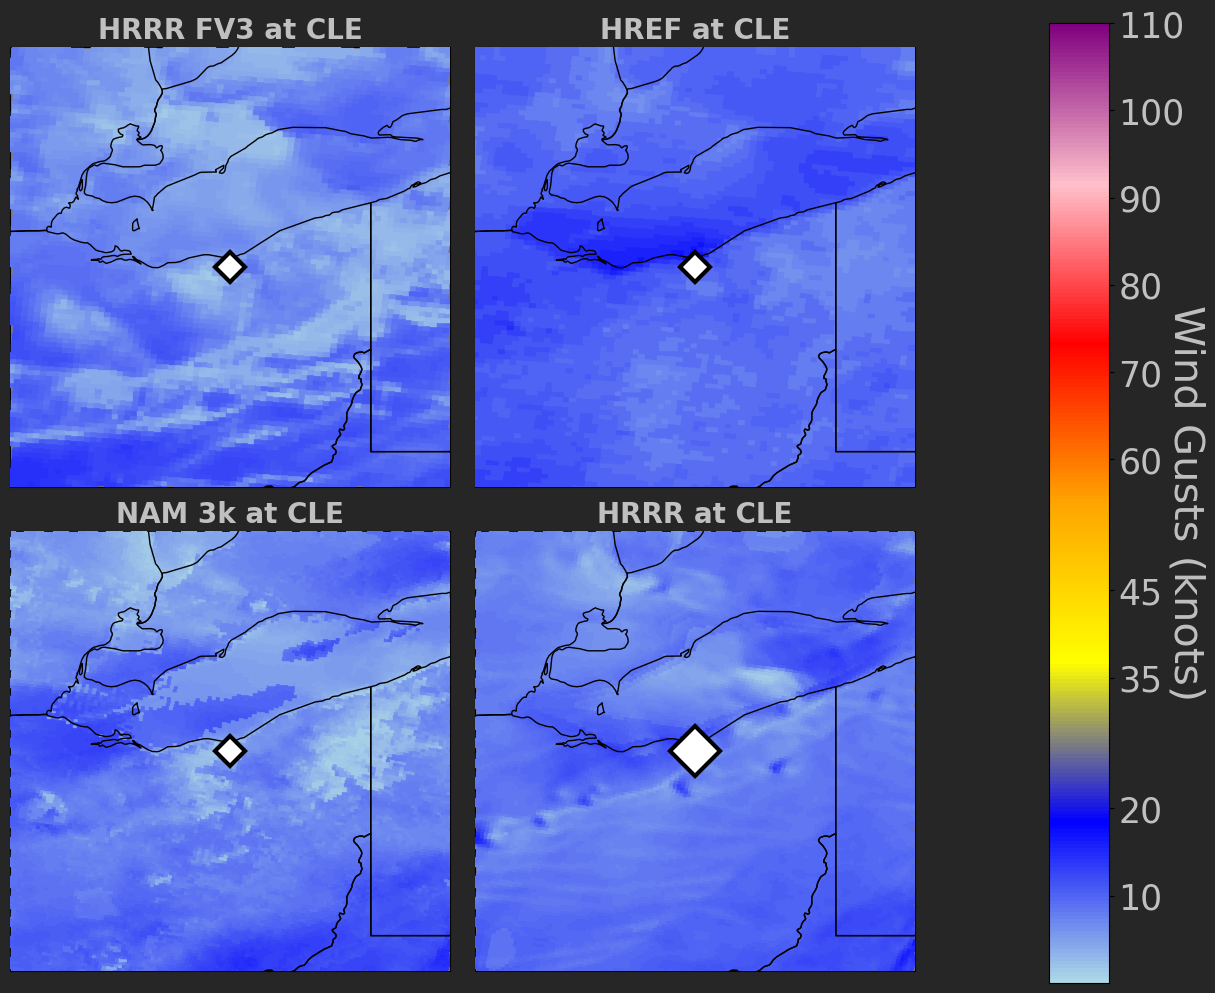 HRRR FV3 at CLE
HREF at CLE
NAM 3k at CLE
HRRR at CLE
110
100
90
80
70
60
45
35
20
10
Wind Gusts (knots)